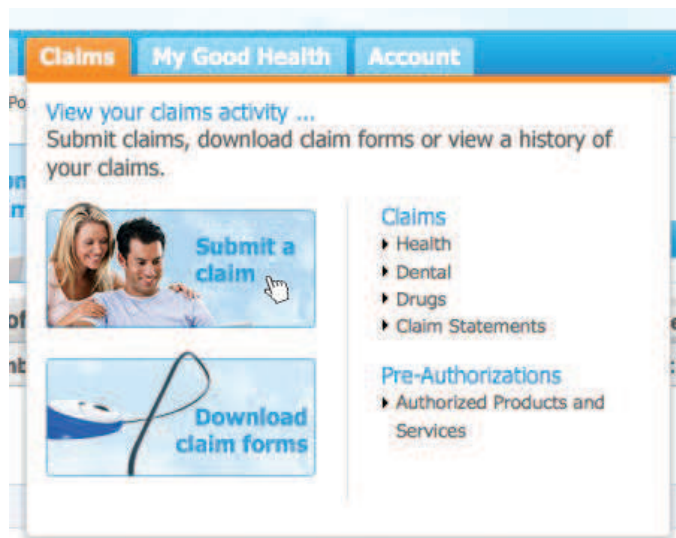 Claims My Good Health Account
Po
View your claims activity ...
Submit claims, download claim forms or view a history of
your claims.
Submit a
claim
Download
claim forms
Claims
Health
Dental
Drugs
Claim Statements
Pre-Authorizations
Authorized Products and
Services